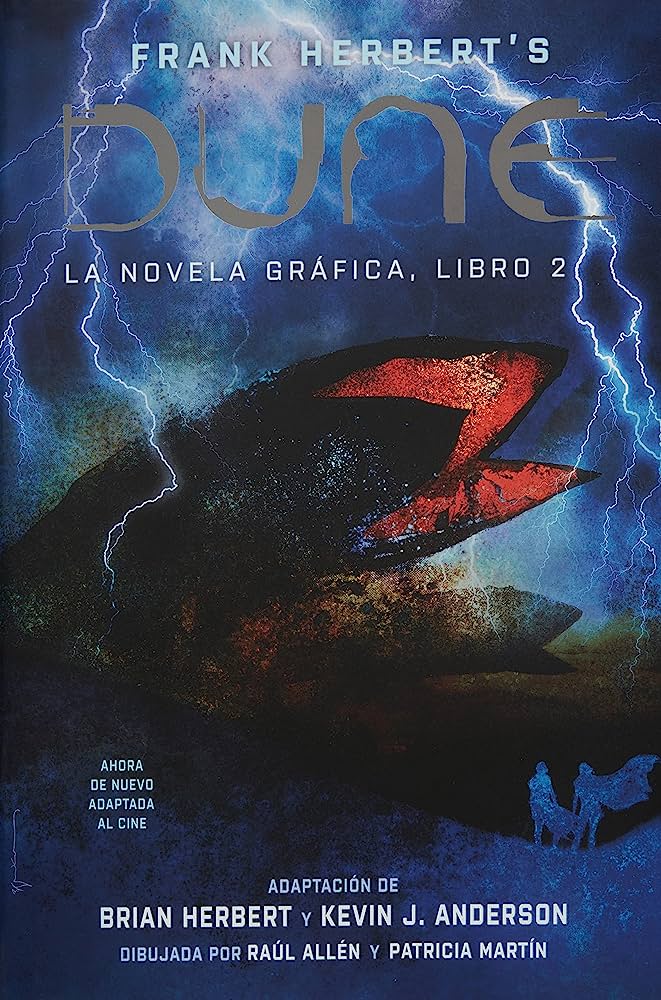 FRANK HERBERT'S
DUNE
LA NOVELA GRÁFICA, LIBRO 2
AHORA
DE NUEVO
ADAPTADA
AL CINE
ADAPTACIÓN DE
BRIAN HERBERT Y KEVIN J. ANDERSON
DIBUJADA POR RAÚL ALLÉN Y PATRICIA MARTÍN